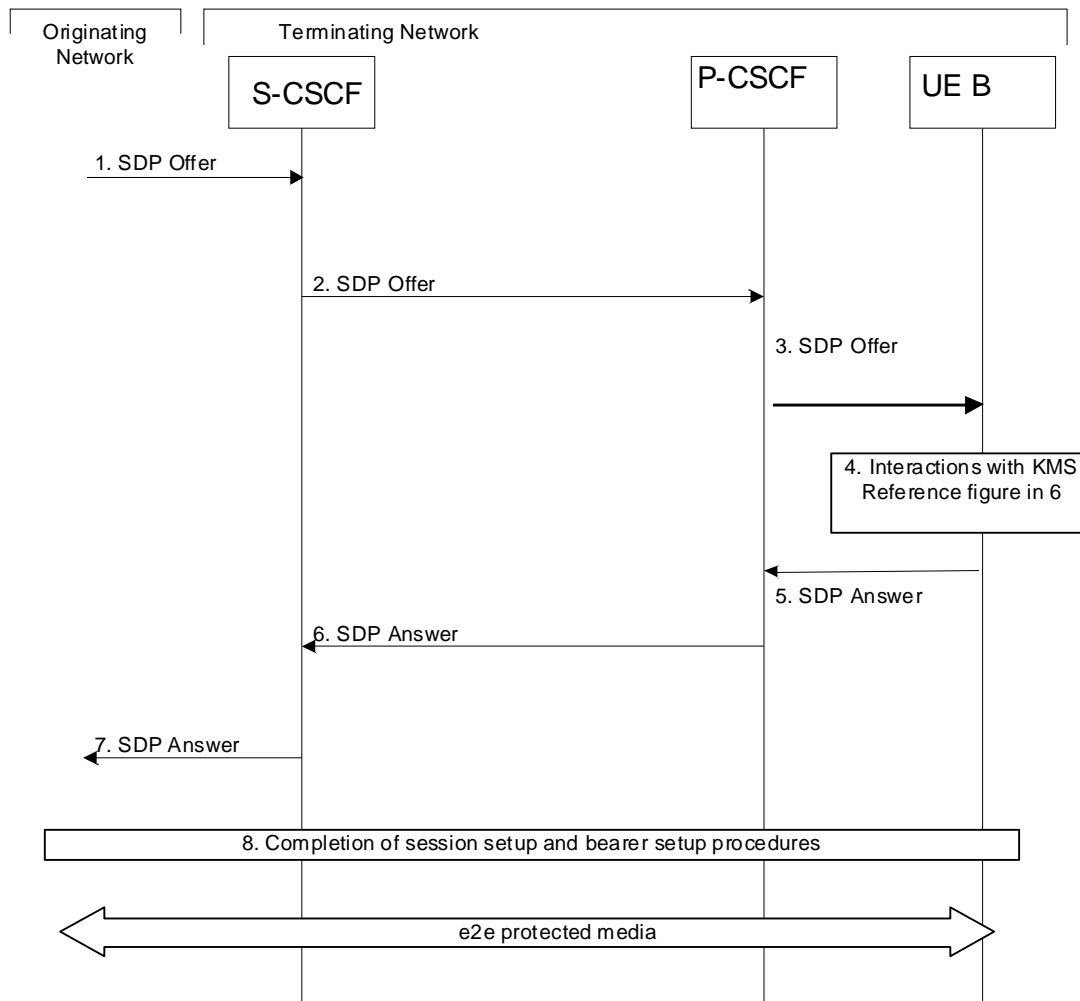 Originating
Network
Terminating Network
S-CSCF
P-CSCF
UE B
1. SDP Offer
2. SDP Offer
3. SDP Offer
4. Interactions with KMS
Reference figure in 6
5. SDP Answer
6. SDP Answer
7. SDP Answer
8. Completion of session setup and bearer setup procedures
e2e protected media